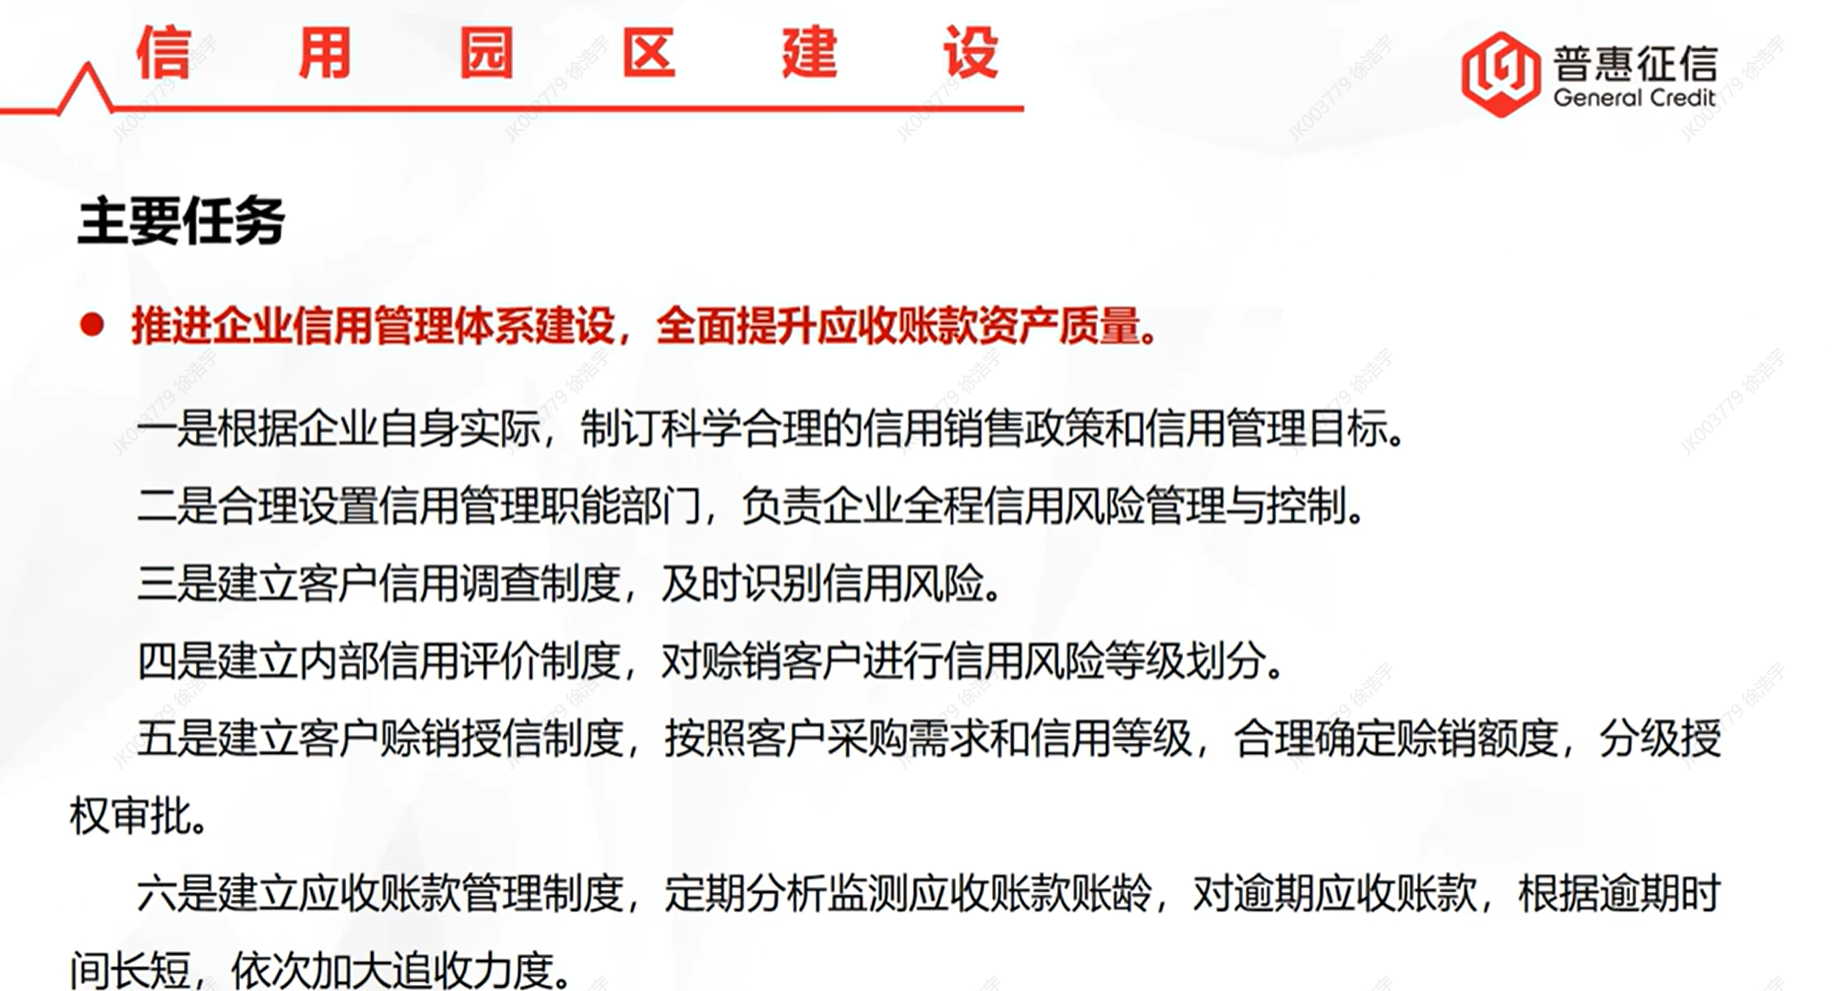 信用园区建设
普惠征信
General Credit
主要任务
● 推进企业信用管理体系建设，全面提升应收账款资产质量。
一是根据企业自身实际，制订科学合理的信用销售政策和信用管理目标。
二是合理设置信用管理职能部门，负责企业全程信用风险管理与控制。
三是建立客户信用调查制度，及时识别信用风险。
四是建立内部信用评价制度，对赊销客户进行信用风险等级划分。
五是建立客户赊销授信制度，按照客户采购需求和信用等级，合理确定赊销额度，分级授
权审批。
六是建立应收账款管理制度，定期分析监测应收账款账龄，对逾期应收账款，根据逾期时
间长短，依次加大追收力度。
JK003779 徐浩宇